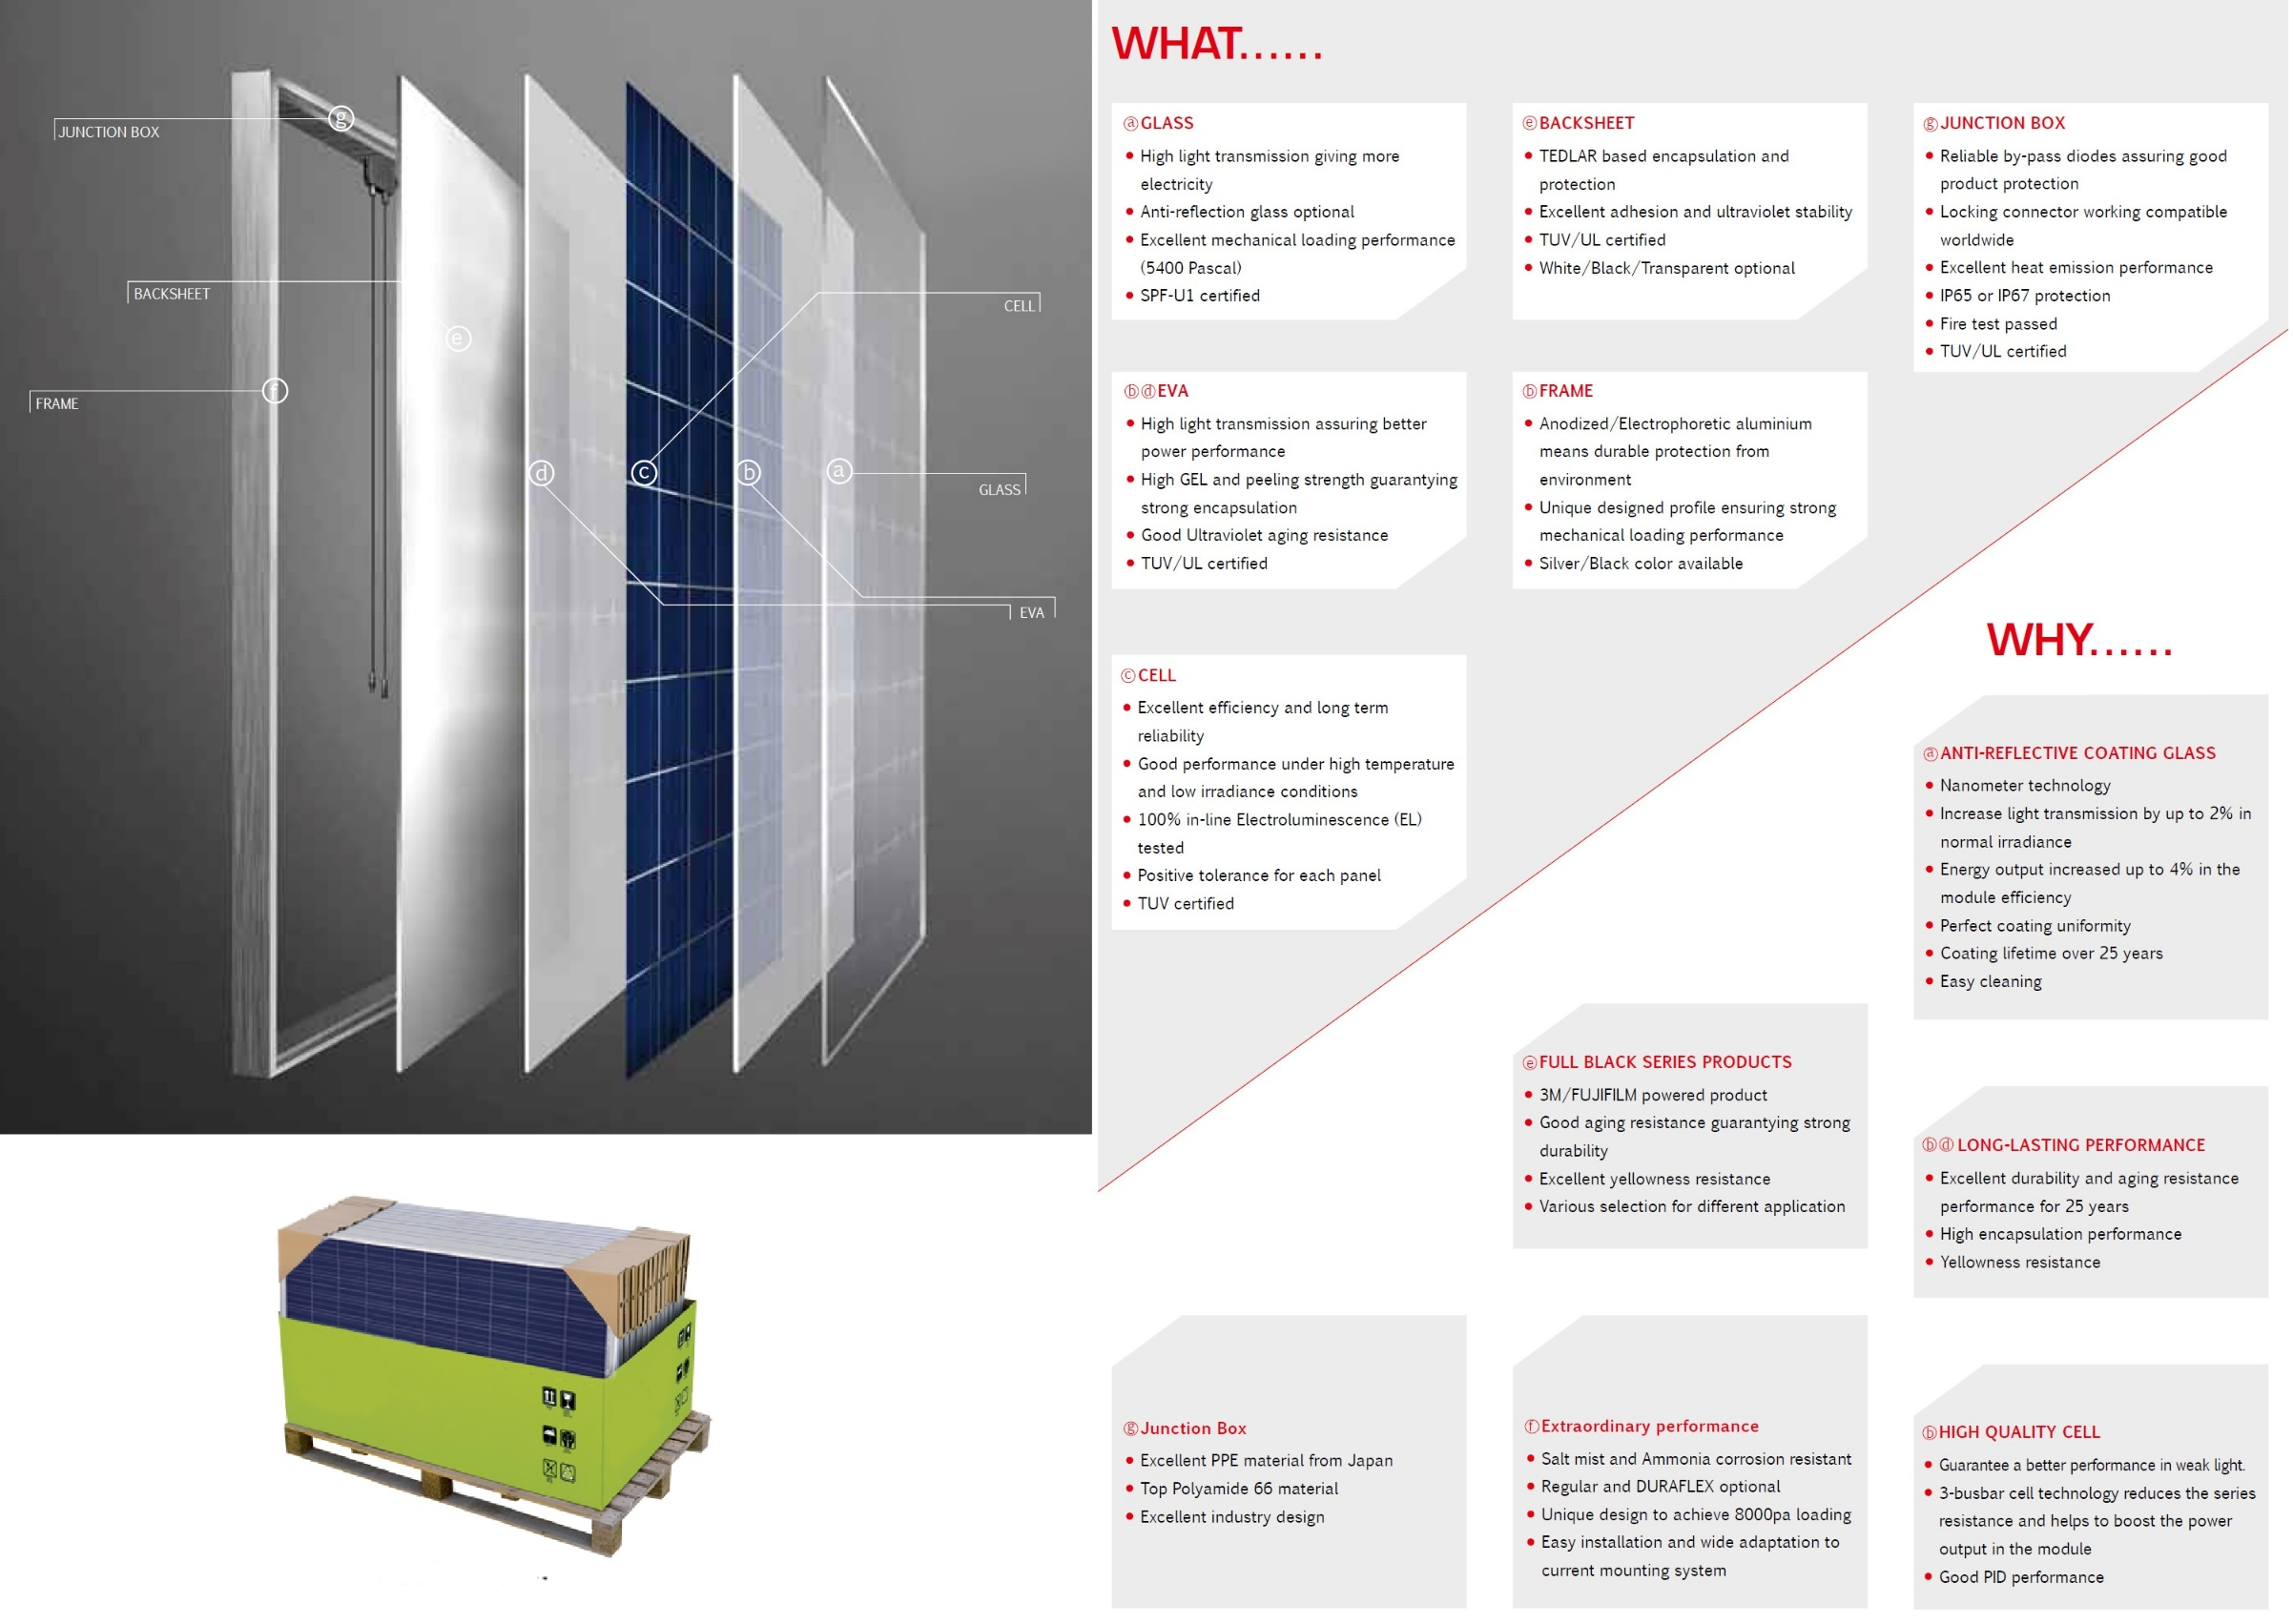 JUNCTION BOX
g
BACKSHEET
e
FRAME
f
CELL
d
c
b
a
GLASS
EVA
WHAT......
ⓐGLASS
• High light transmission giving more
electricity
• Anti-reflection glass optional
• Excellent mechanical loading performance
(5400 Pascal)
• SPF-U1 certified
ⓑⓓEVA
• High light transmission assuring better
power performance
• High GEL and peeling strength guarantying
strong encapsulation
• Good Ultraviolet aging resistance
• TUV/UL certified
ⓒCELL
• Excellent efficiency and long term
reliability
• Good performance under high temperature
and low irradiance conditions
• 100% in-line Electroluminescence (EL)
tested
• Positive tolerance for each panel
• TUV certified
ⓔBACKSHEET
• TEDLAR based encapsulation and
protection
• Excellent adhesion and ultraviolet stability
• TUV/UL certified
• White/Black/Transparent optional
ⓑFRAME
• Anodized/Electrophoretic aluminium
means durable protection from
environment
• Unique designed profile ensuring strong
mechanical loading performance
• Silver/Black color available
ⓖJUNCTION BOX
• Reliable by-pass diodes assuring good
product protection
• Locking connector working compatible
worldwide
• Excellent heat emission performance
• IP65 or IP67 protection
• Fire test passed
• TUV/UL certified
WHY......
ⓐANTI-REFLECTIVE COATING GLASS
• Nanometer technology
• Increase light transmission by up to 2% in
normal irradiance
• Energy output increased up to 4% in the
module efficiency
• Perfect coating uniformity
• Coating lifetime over 25 years
• Easy cleaning
ⓔFULL BLACK SERIES PRODUCTS
• 3M/FUJIFILM powered product
• Good aging resistance guarantying strong
durability
• Excellent yellowness resistance
• Various selection for different application
ⓑⓓ LONG-LASTING PERFORMANCE
• Excellent durability and aging resistance
performance for 25 years
• High encapsulation performance
• Yellowness resistance
ⓖJunction Box
• Excellent PPE material from Japan
• Top Polyamide 66 material
• Excellent industry design
ⓕExtraordinary performance
• Salt mist and Ammonia corrosion resistant
• Regular and DURAFLEX optional
• Unique design to achieve 8000pa loading
• Easy installation and wide adaptation to
current mounting system
ⓑHIGH QUALITY CELL
• Guarantee a better performance in weak light.
• 3-busbar cell technology reduces the series
resistance and helps to boost the power
output in the module
• Good PID performance